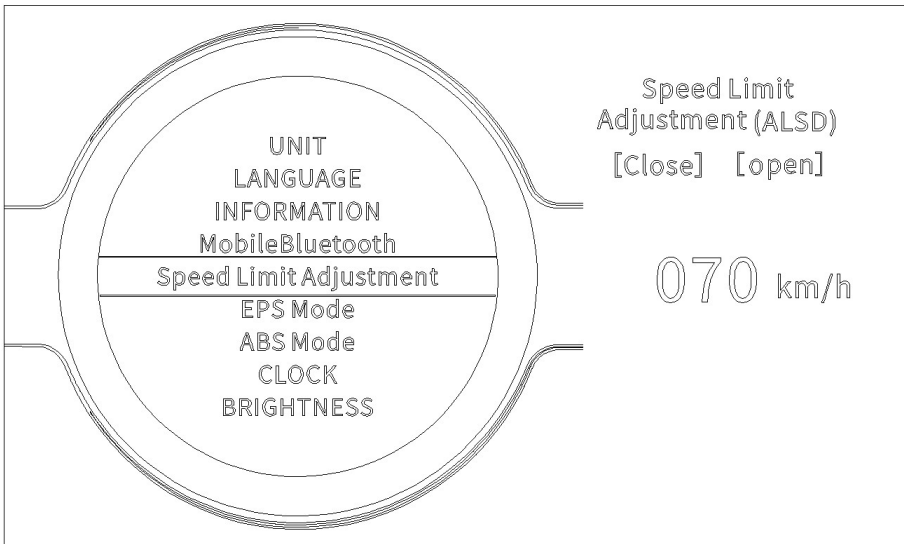 UNIT
LANGUAGE
INFORMATION
MobileBluetooth
Speed Limit Adjustment
EPS Mode
ABS Mode
CLOCK
BRIGHTNESS
Speed Limit
Adjustment (ALSD)
[Close] [open]
070 km/h